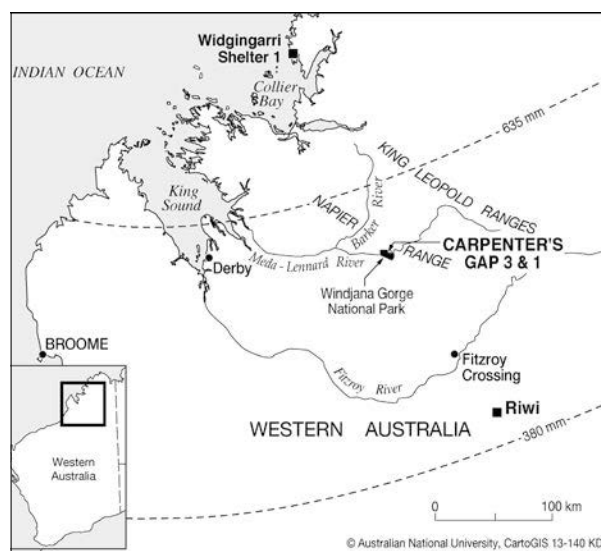 Widgingarri
Shelter 1
INDIAN OCEAN
Collier
Bay
635 mm
KING LEOPOLD RANGES
King
Sound
NAPIER
Barker River
RANGE
CARPENTER'S
GAP 3 & 1
Derby
Meda-Lennard River
Windjana Gorge
National Park
BROOME
Fitzroy
Crossing
Fitzroy River
Riwi
WESTERN AUSTRALIA
380 mm
Western
Australia
0 100 km
© Australian National University, CartoGIS 13-140 KD